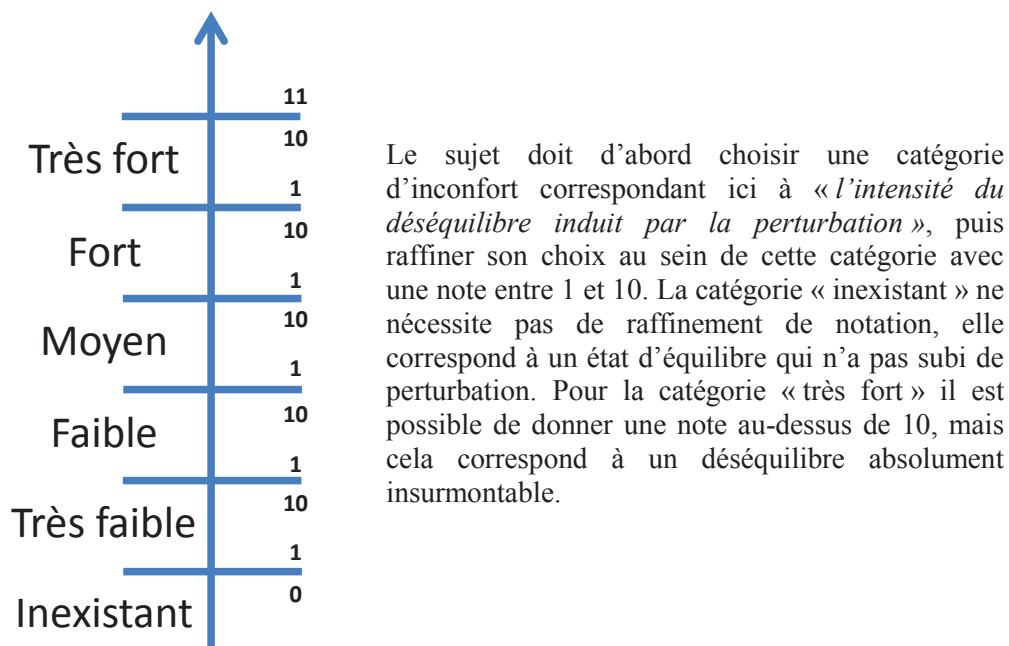 11
10
Très fort
1
10
Fort
1
10
Moyen
1
10
Faible
1
10
Très faible
1
0
Inexistant
Le sujet doit d’abord choisir une catégorie
d’inconfort correspondant ici à « l’intensité du
déséquilibre induit par la perturbation », puis
raffiner son choix au sein de cette catégorie avec
une note entre 1 et 10. La catégorie « inexistant » ne
nécessite pas de raffinement de notation, elle
correspond à un état d’équilibre qui n’a pas subi de
perturbation. Pour la catégorie « très fort » il est
possible de donner une note au-dessus de 10, mais
cela correspond à un déséquilibre absolument
insurmontable.